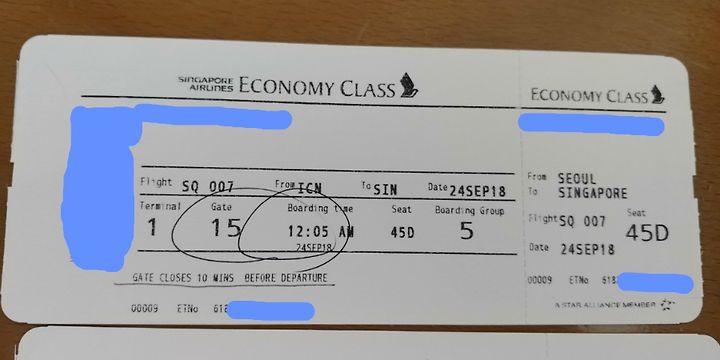 SINGAPORE AIRLINES ECONOMY CLASS
Flight SQ 007 From ICN To SIN Date 24SEP18
Terminal Gate Boarding time Seat Boarding Group
1 15 12:05 AM 45D 5
24SEP18
GATE CLOSES 10 MINS BEFORE DEPARTURE
00009 ETNo 618
ECONOMY CLASS
From SEOUL
To SINGAPORE
Flight SQ 007 Seat
45D
Date 24SEP18
00009 ETNo 618
A STAR ALLIANCE MEMBER